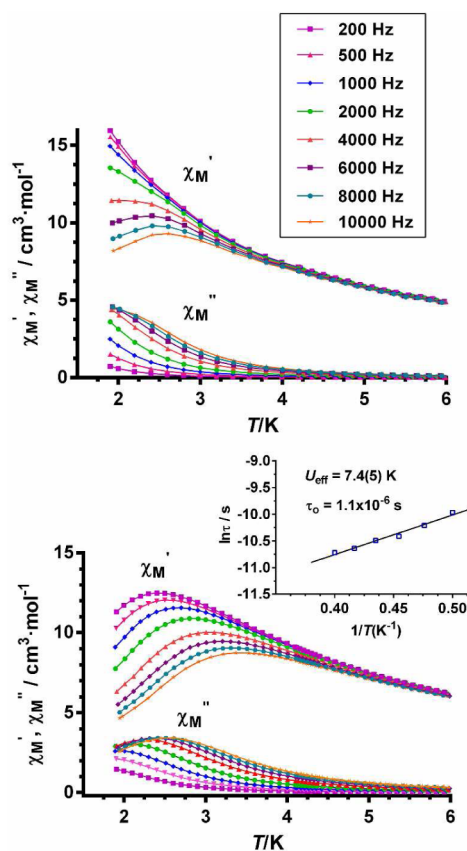 200 Hz
500 Hz
1000 Hz
2000 Hz
4000 Hz
6000 Hz
8000 Hz
10000 Hz
χM', χM'' / cm³·mol⁻¹
15
10
5
0
χM'
χM''
2 3 4 5 6
T/K
lnτ / s
-9.0
-9.5
-10.0
-10.5
-11.0
-11.5
Ueff = 7.4(5) K
τo = 1.1x10⁻⁶ s
0.40 0.45 0.50
1/T(K⁻¹)
χM', χM'' / cm³·mol⁻¹
15
10
5
0
χM'
χM''
2 3 4 5 6
T/K